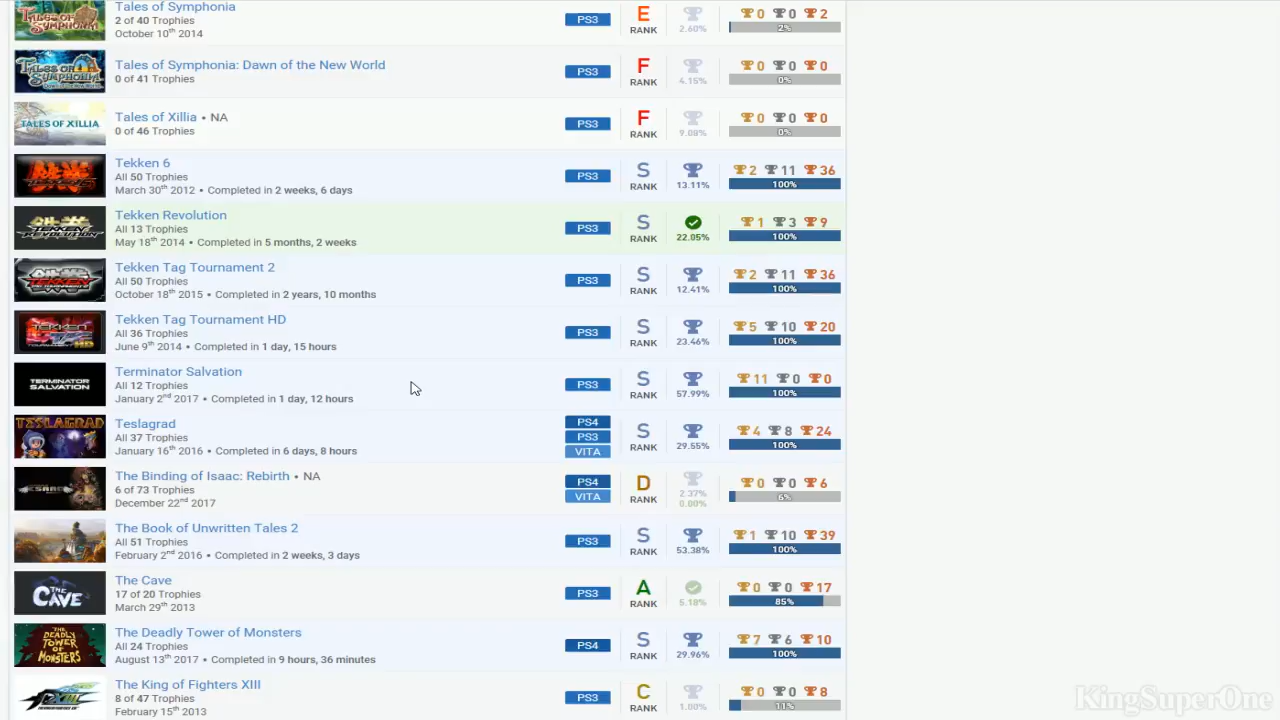 Tales of Symphonia
2 of 40 Trophies
October 10th 2014
PS3
E
RANK
2.60%
0 0 2
2%
Tales of Symphonia: Dawn of the New World
0 of 41 Trophies
PS3
F
RANK
4.15%
0 0 0
0%
TALES OF XILLIA
Tales of Xillia • NA
0 of 46 Trophies
PS3
F
RANK
9.08%
0 0 0
0%
Tekken 6
All 50 Trophies
March 30th 2012 • Completed in 2 weeks, 6 days
PS3
S
RANK
13.11%
2 11 36
100%
Tekken Revolution
All 13 Trophies
May 18th 2014 • Completed in 5 months, 2 weeks
PS3
S
RANK
22.05%
1 3 9
100%
Tekken Tag Tournament 2
All 50 Trophies
October 18th 2015 • Completed in 2 years, 10 months
PS3
S
RANK
12.41%
2 11 36
100%
Tekken Tag Tournament HD
All 36 Trophies
June 9th 2014 • Completed in 1 day, 15 hours
PS3
S
RANK
23.46%
5 10 20
100%
TERMINATOR
SALVATION
Terminator Salvation
All 12 Trophies
January 2nd 2017 • Completed in 1 day, 12 hours
PS3
S
RANK
57.99%
11 0 0
100%
TESLAGRAD
Teslagrad
All 37 Trophies
January 16th 2016 • Completed in 6 days, 8 hours
PS4
PS3
VITA
S
RANK
29.55%
4 8 24
100%
The Binding of Isaac: Rebirth • NA
6 of 73 Trophies
December 22nd 2017
PS4
VITA
D
RANK
2.37%
0.00%
0 0 6
6%
The Book of Unwritten Tales 2
All 51 Trophies
February 2nd 2016 • Completed in 2 weeks, 3 days
PS3
S
RANK
53.38%
1 10 39
100%
THE
CAVE
The Cave
17 of 20 Trophies
March 29th 2013
PS3
A
RANK
5.18%
0 0 17
85%
THE
DEADLY
TOWER
OF
MONSTERS
The Deadly Tower of Monsters
All 24 Trophies
August 13th 2017 • Completed in 9 hours, 36 minutes
PS4
S
RANK
29.96%
7 6 10
100%
The King of Fighters XIII
8 of 47 Trophies
February 15th 2013
PS3
C
RANK
1.00%
0 0 8
11%
KingSuperOne